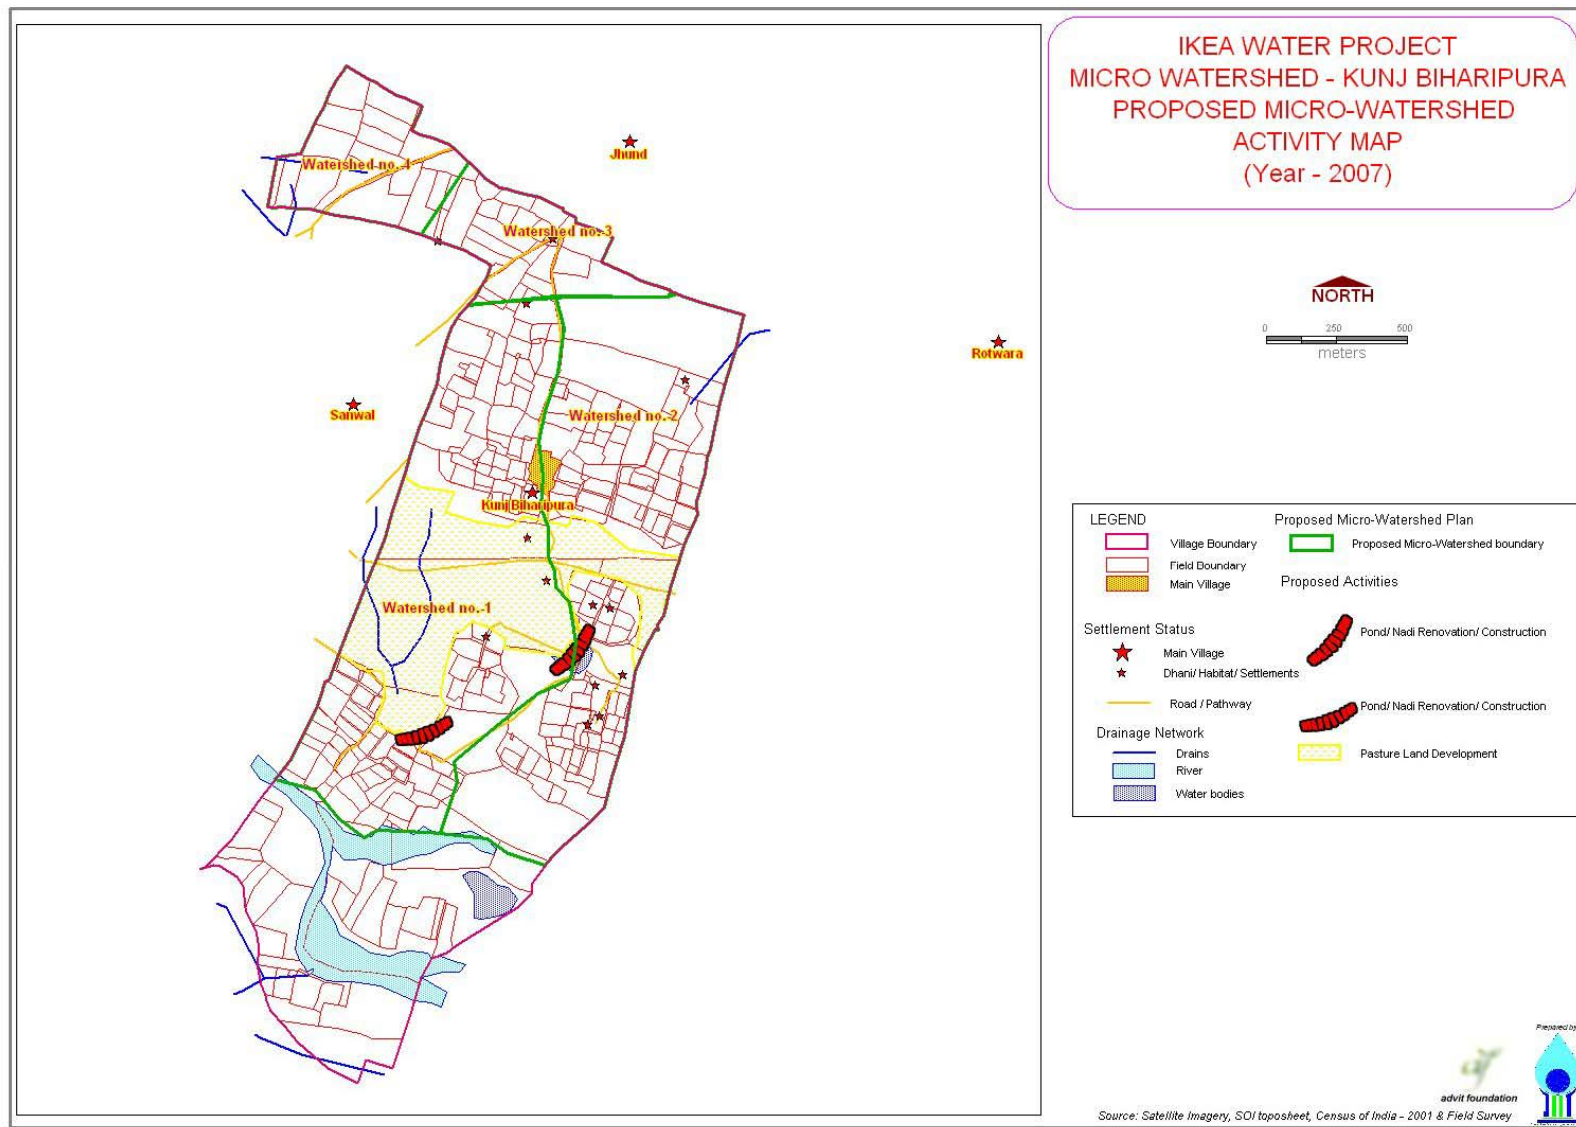 IKEA WATER PROJECT
MICRO WATERSHED - KUNJ BIHARIPURA
PROPOSED MICRO-WATERSHED
ACTIVITY MAP
(Year - 2007)
Jhund
Watershed no.-4
Watershed no.-3
NORTH
0 250 500
meters
Rotwara
Sanwal
Watershed no.-2
Kunj Biharipura
Watershed no.-1
LEGEND
Village Boundary
Field Boundary
Main Village
Settlement Status
Main Village
Dhani/ Habitat/ Settlements
Road / Pathway
Drainage Network
Drains
River
Water bodies
Proposed Micro-Watershed Plan
Proposed Micro-Watershed boundary
Proposed Activities
Pond/ Nadi Renovation/ Construction
Pond/ Nadi Renovation/ Construction
Pasture Land Development
Prepared by
advit foundation
Source: Satellite Imagery, SOI toposheet, Census of India - 2001 & Field Survey